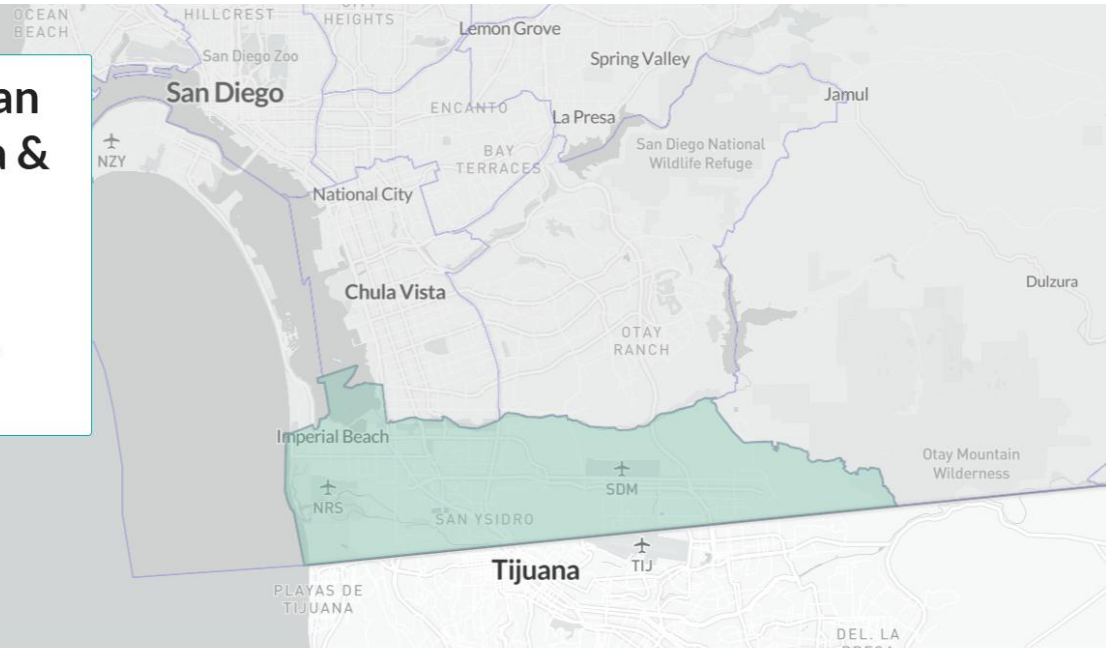 OCEAN
BEACH
HILLCREST
HEIGHTS
Lemon Grove
San Diego Zoo
Spring Valley
an
San Diego
Jamul
ENCANTO
La Presa
a &
NZY
BAY
TERRACES
San Diego National
Wildlife Refuge
National City
Chula Vista
Dulzura
OTAY
RANCH
Imperial Beach
Otay Mountain
Wilderness
SDM
NRS
SAN YSIDRO
Tijuana
TIJ
PLAYAS DE
TIJUANA
DEL. LA